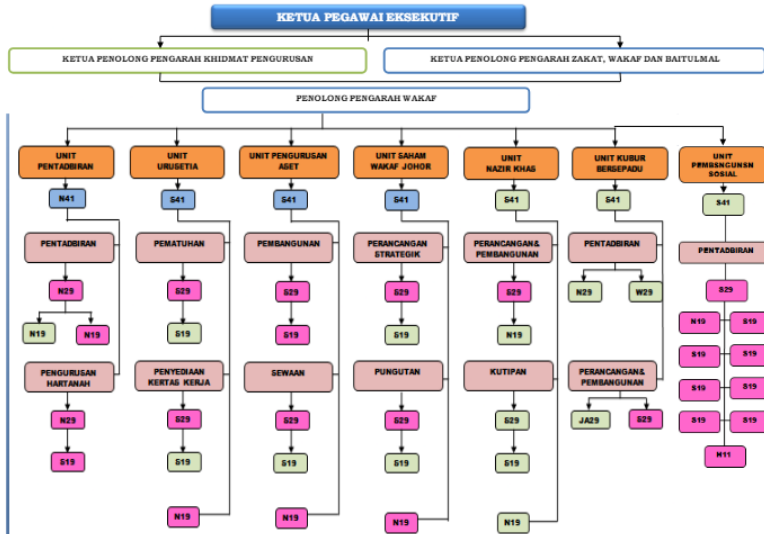 KETUA PEGAWAI EKSEKUTIF
KETUA PENOLONG PENGARAH KHIDMAT PENGURUSAN
KETUA PENOLONG PENGARAH ZAKAT, WAKAF DAN BAITULMAL
PENOLONG PENGARAH WAKAF
UNIT
PENTADBIRAN
N41
PENTADBIRAN
N29
N19
N19
PENGURUSAN
HARTANAH
N29
S19
UNIT
URUSETIA
S41
PEMATUHAN
S29
S19
PENYEDIAAN
KERTAS KERJA
S29
S19
N19
UNIT PENGURUSAN
ASET
S41
PEMBANGUNAN
S29
S19
SEWAAN
S29
S19
N19
UNIT SAHAM
WAKAF JOHOR
S41
PERANCANGAN
STRATEGIK
S29
S19
PUNGUTAN
S29
S19
N19
UNIT
NAZIR KHAS
S41
PERANCANGAN&
PEMBANGUNAN
S29
N19
KUTIPAN
S29
S19
N19
UNIT KUBUR
BERSEPADU
S41
PENTADBIRAN
N29
W29
PERANCANGAN&
PEMBANGUNAN
JA29
S29
UNIT
PEMBANGUNSN
SOSIAL
S41
PENTADBIRAN
S29
N19
S19
S19
S19
S19
S19
S19
S19
N11